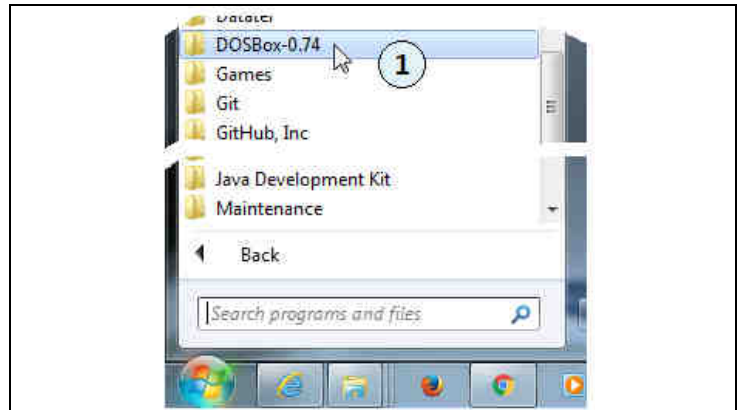 DOSBox-0.74
1
Games
Git
GitHub, Inc
Java Development Kit
Maintenance
Back
Search programs and files